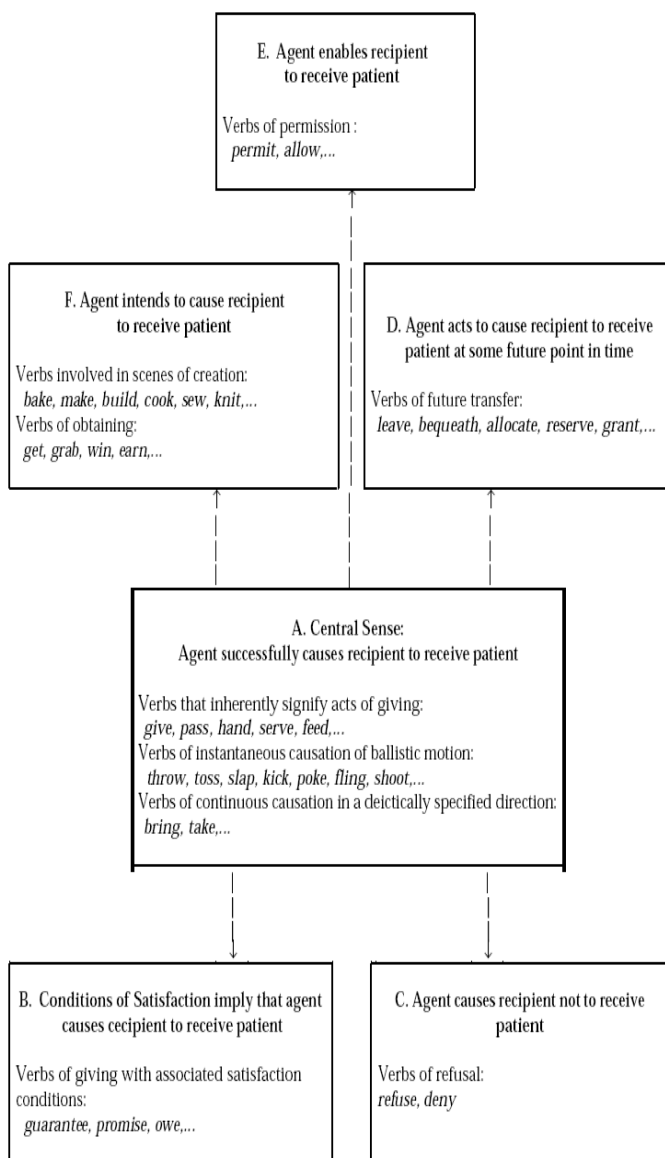 E. Agent enables recipient
to receive patient
Verbs of permission :
permit, allow,...
F. Agent intends to cause recipient
to receive patient
Verbs involved in scenes of creation:
bake, make, build, cook, sew, knit,...
Verbs of obtaining:
get, grab, win, earn,...
D. Agent acts to cause recipient to receive
patient at some future point in time
Verbs of future transfer:
leave, bequeath, allocate, reserve, grant,...
A. Central Sense:
Agent successfully causes recipient to receive patient
Verbs that inherently signify acts of giving:
give, pass, hand, serve, feed,...
Verbs of instantaneous causation of ballistic motion:
throw, toss, slap, kick, poke, fling, shoot,...
Verbs of continuous causation in a deictically specified direction:
bring, take,...
B. Conditions of Satisfaction imply that agent
causes cecipient to receive patient
Verbs of giving with associated satisfaction
conditions:
guarantee, promise, owe,...
C. Agent causes recipient not to receive
patient
Verbs of refusal:
refuse, deny